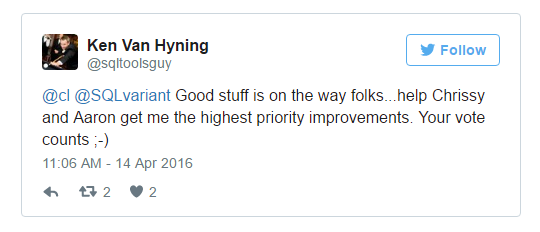 Ken Van Hyning
@sqltoolsguy
Follow
@cl @SQLvariant Good stuff is on the way folks...help Chrissy
and Aaron get me the highest priority improvements. Your vote
counts ;-)
11:06 AM - 14 Apr 2016
2 2